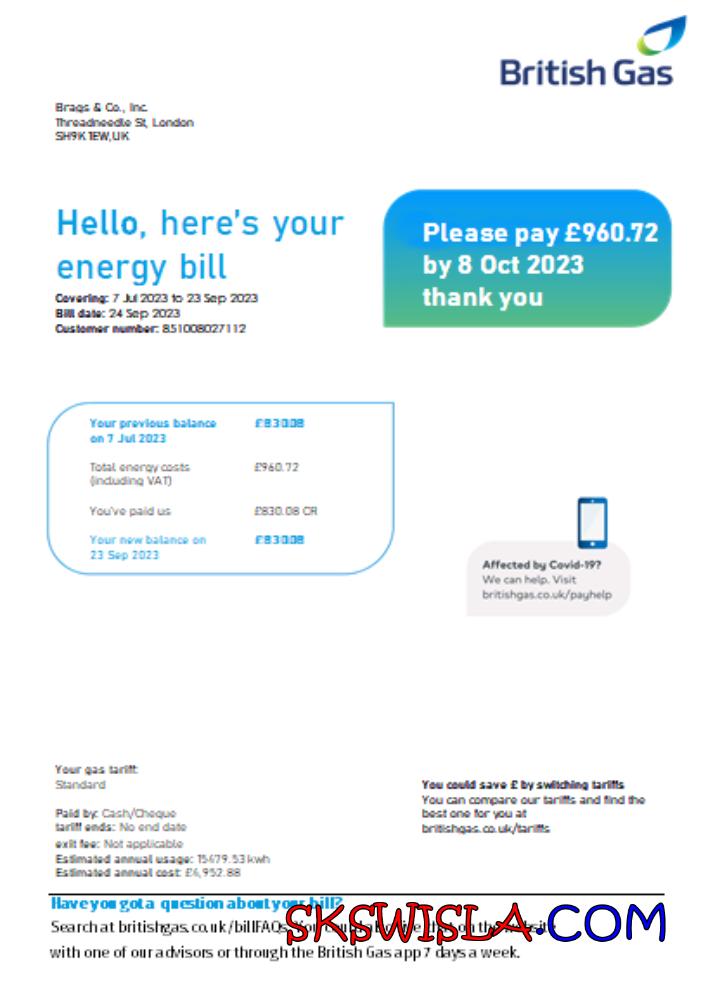 British Gas
Brags & Co., Inc.
Threadneedle St, London
SH9K 1EW,UK
Hello, here's your
energy bill
Covering: 7 Jul 2023 to 23 Sep 2023
Bill date: 24 Sep 2023
Customer number: 851008027112
Please pay £960.72
by 8 Oct 2023
thank you
Your previous balance £830.08
on 7 Jul 2023
Total energy costs £960.72
(including VAT)
You've paid us £830.08 CR
Your new balance on £830.08
23 Sep 2023
Affected by Covid-19?
We can help. Visit
britishgas.co.uk/payhelp
Your gas tariff:
Standard
Paid by: Cash/Cheque
tariff ends: No end date
exit fee: Not applicable
Estimated annual usage: 15479.53kwh
Estimated annual cost: £6,952.88
You could save £ by switching tariffs
You can compare our tariffs and find the
best one for you at
britishgas.co.uk/tariffs
Have you got a question about your bill?
Search at britishgas.co.uk/billFAQs. You could
SKSWISLA.COM
with one of our advisors or through the British Gas app 7 days a week.